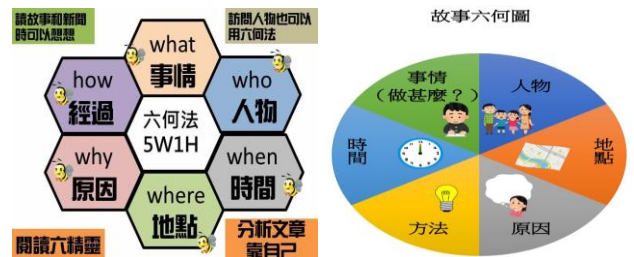 讀故事和新聞
時可以想想
訪問人物也可以
用六何法
what
事情
who
人物
when
時間
where
地點
why
原因
how
經過
六何法
5W1H
閱讀六精靈
分析文章
靠自己
故事六何圖
事情
(做甚麼？)
人物
地點
原因
方法
時間